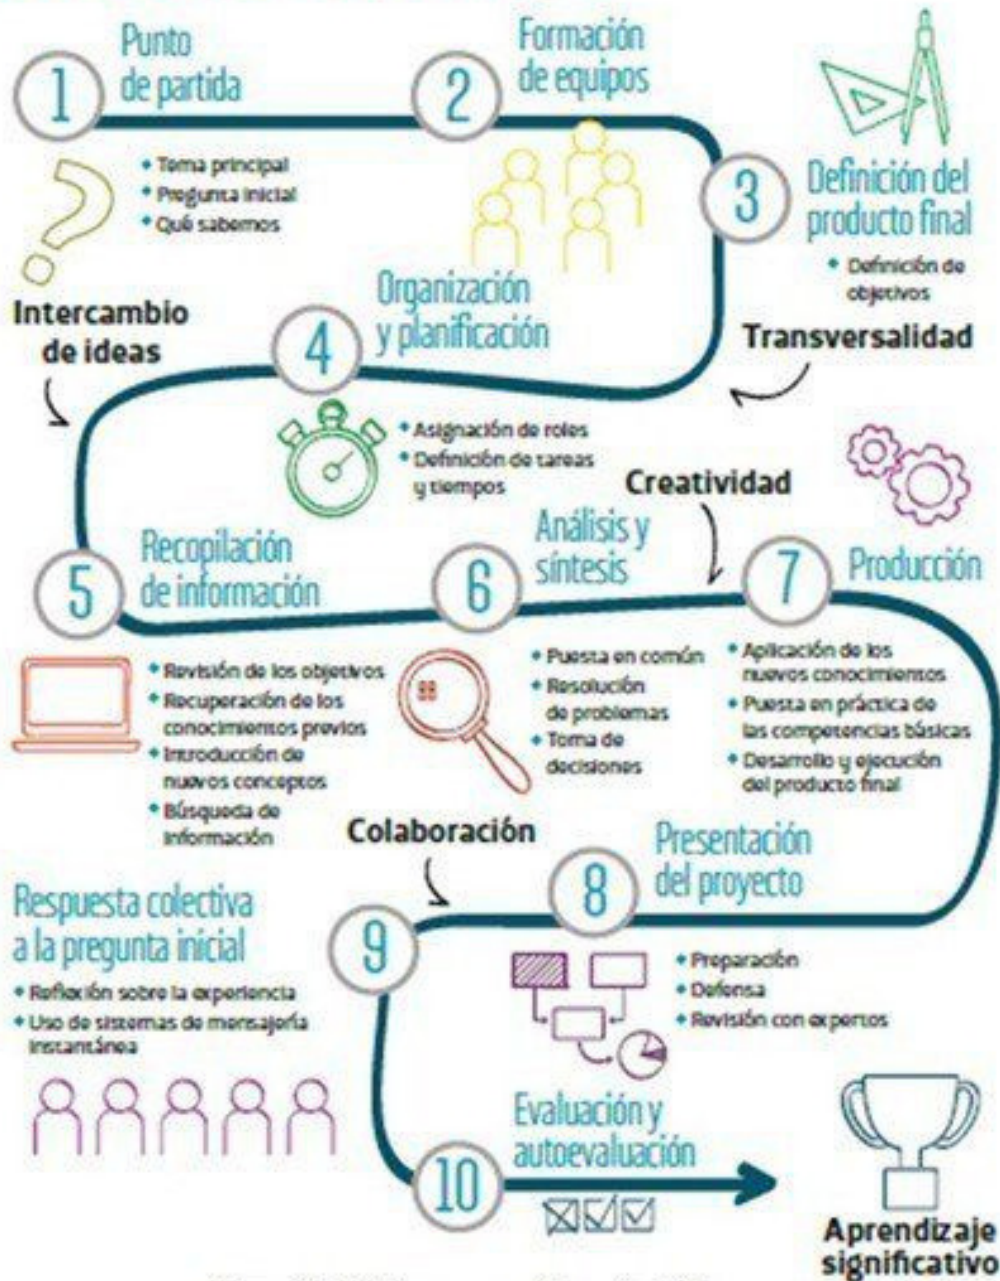 1
Punto
de partida
Tema principal
Pregunta inicial
Qué sabemos
2
Formación
de equipos
3
Definición del
producto final
Definición de
objetivos
Transversalidad
4
Organización
y planificación
Asignación de roles
Definición de tareas
y tiempos
Intercambio
de ideas
5
Recopilación
de información
Revisión de los objetivos
Recuperación de los
conocimientos previos
Introducción de
nuevos conceptos
Búsqueda de
información
6
Análisis y
síntesis
Puesta en común
Resolución
de problemas
Toma de
decisiones
Creatividad
7
Producción
Aplicación de los
nuevos conocimientos
Puesta en práctica de
las competencias básicas
Desarrollo y ejecución
del producto final
8
Presentación
del proyecto
Preparación
Defensa
Revisión con expertos
Colaboración
9
Respuesta colectiva
a la pregunta inicial
Reflexión sobre la experiencia
Uso de sistemas de mensajería
instantánea
10
Evaluación y
autoevaluación
Aprendizaje
significativo